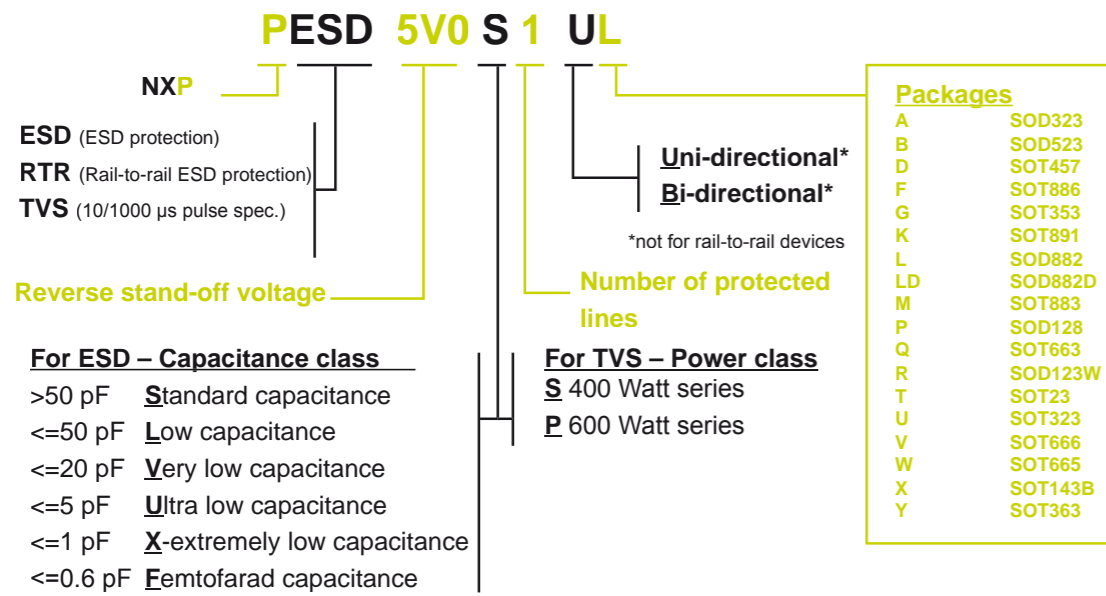 PESD 5V0 S 1 UL
NXP
ESD (ESD protection)
RTR (Rail-to-rail ESD protection)
TVS (10/1000 µs pulse spec.)
Uni-directional*
Bi-directional*
*not for rail-to-rail devices
Reverse stand-off voltage
Number of protected
lines
For ESD – Capacitance class
>50 pF Standard capacitance
<=50 pF Low capacitance
<=20 pF Very low capacitance
<=5 pF Ultra low capacitance
<=1 pF X-extremely low capacitance
<=0.6 pF Femtofarad capacitance
For TVS – Power class
S 400 Watt series
P 600 Watt series
Packages
A SOD323
B SOD523
D SOT457
F SOT886
G SOT353
K SOT891
L SOD882
LD SOD882D
M SOT883
P SOD128
Q SOT663
R SOD123W
T SOT23
U SOT323
V SOT666
W SOT665
X SOT143B
Y SOT363